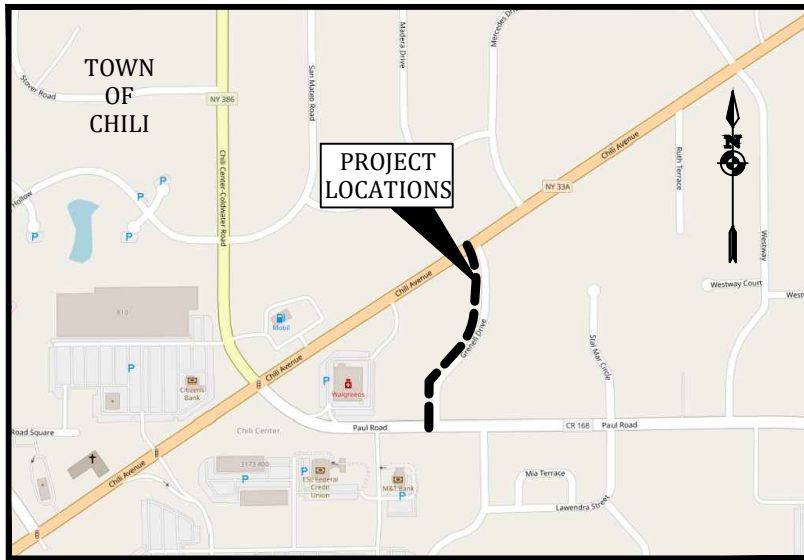 TOWN
OF
CHILI
Stover Road
NY 386
San Mateo Road
Madera Drive
Mercedes Dri
Chili Avenue
NY 33A
Ruth Terrace
Westway
N
PROJECT
LOCATIONS
Chili Center-Coldwater Road
Hollow
P
P
P
Westway Court
West
810
Mobil
Chili Avenue
Grenell Drive
Stal Mar Circle
P
Citizens
Bank
Chili Avenue
P
Walgreens
Road Square
Chili Center
Paul Road
CR 168
Paul Road
Chili Avenue
3173 400
P
P
ESL Federal
Credit
Union
M&T Bank
P
Mia Terrace
Lawendra Street